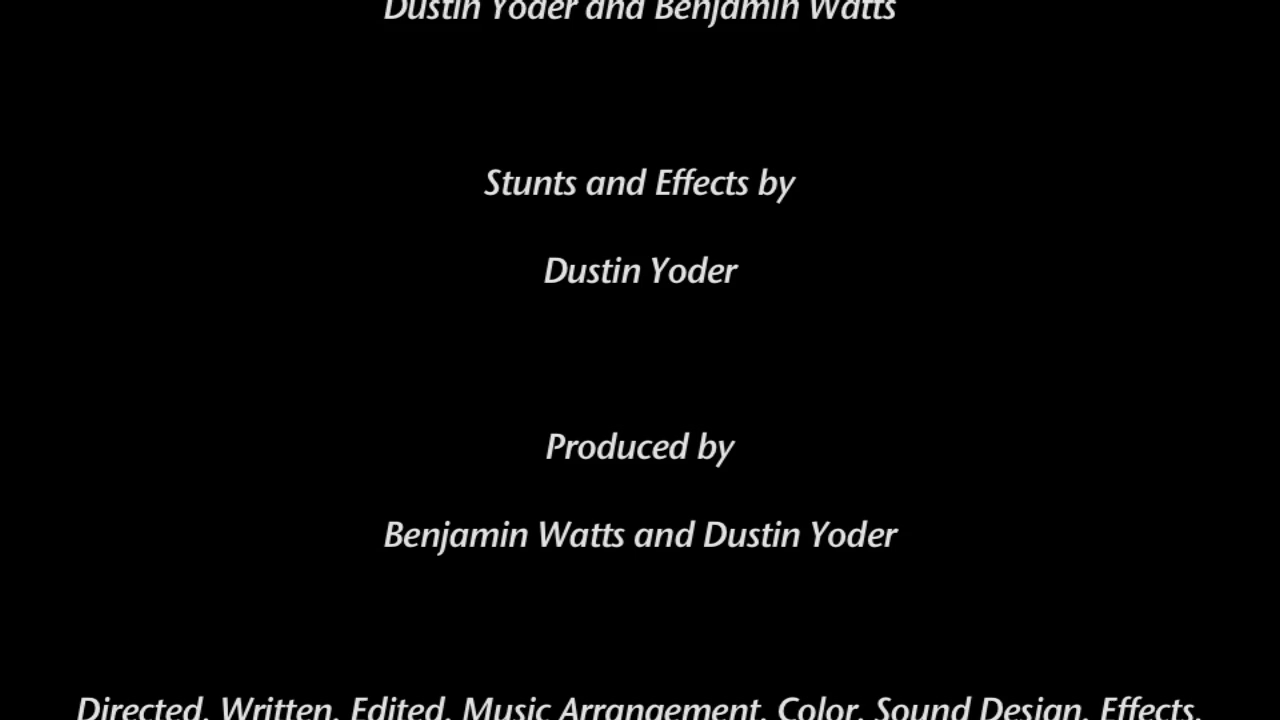 Dustin Yoder and Benjamin Watts
Stunts and Effects by
Dustin Yoder
Produced by
Benjamin Watts and Dustin Yoder
Directed, Written, Edited, Music Arrangement, Color, Sound Design, Effects,